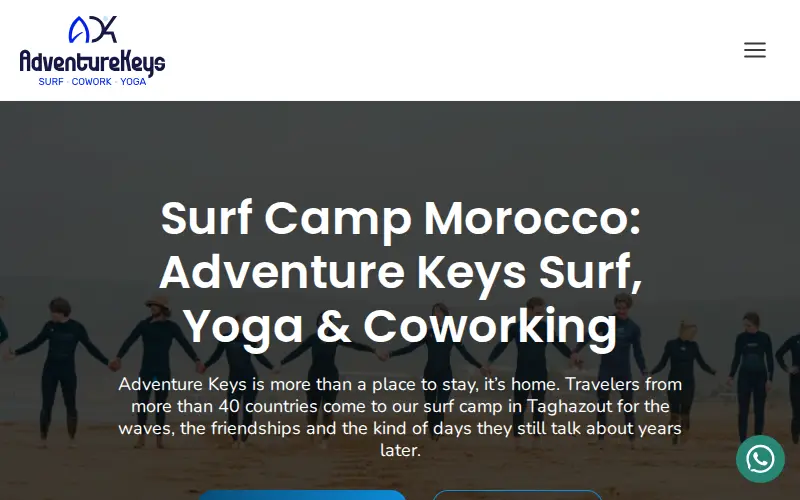 AdventureKeys
SURF · COWORK · YOGA
Surf Camp Morocco:
Adventure Keys Surf,
Yoga & Coworking
Adventure Keys is more than a place to stay, it’s home. Travelers from
more than 40 countries come to our surf camp in Taghazout for the
waves, the friendships and the kind of days they still talk about years
later.